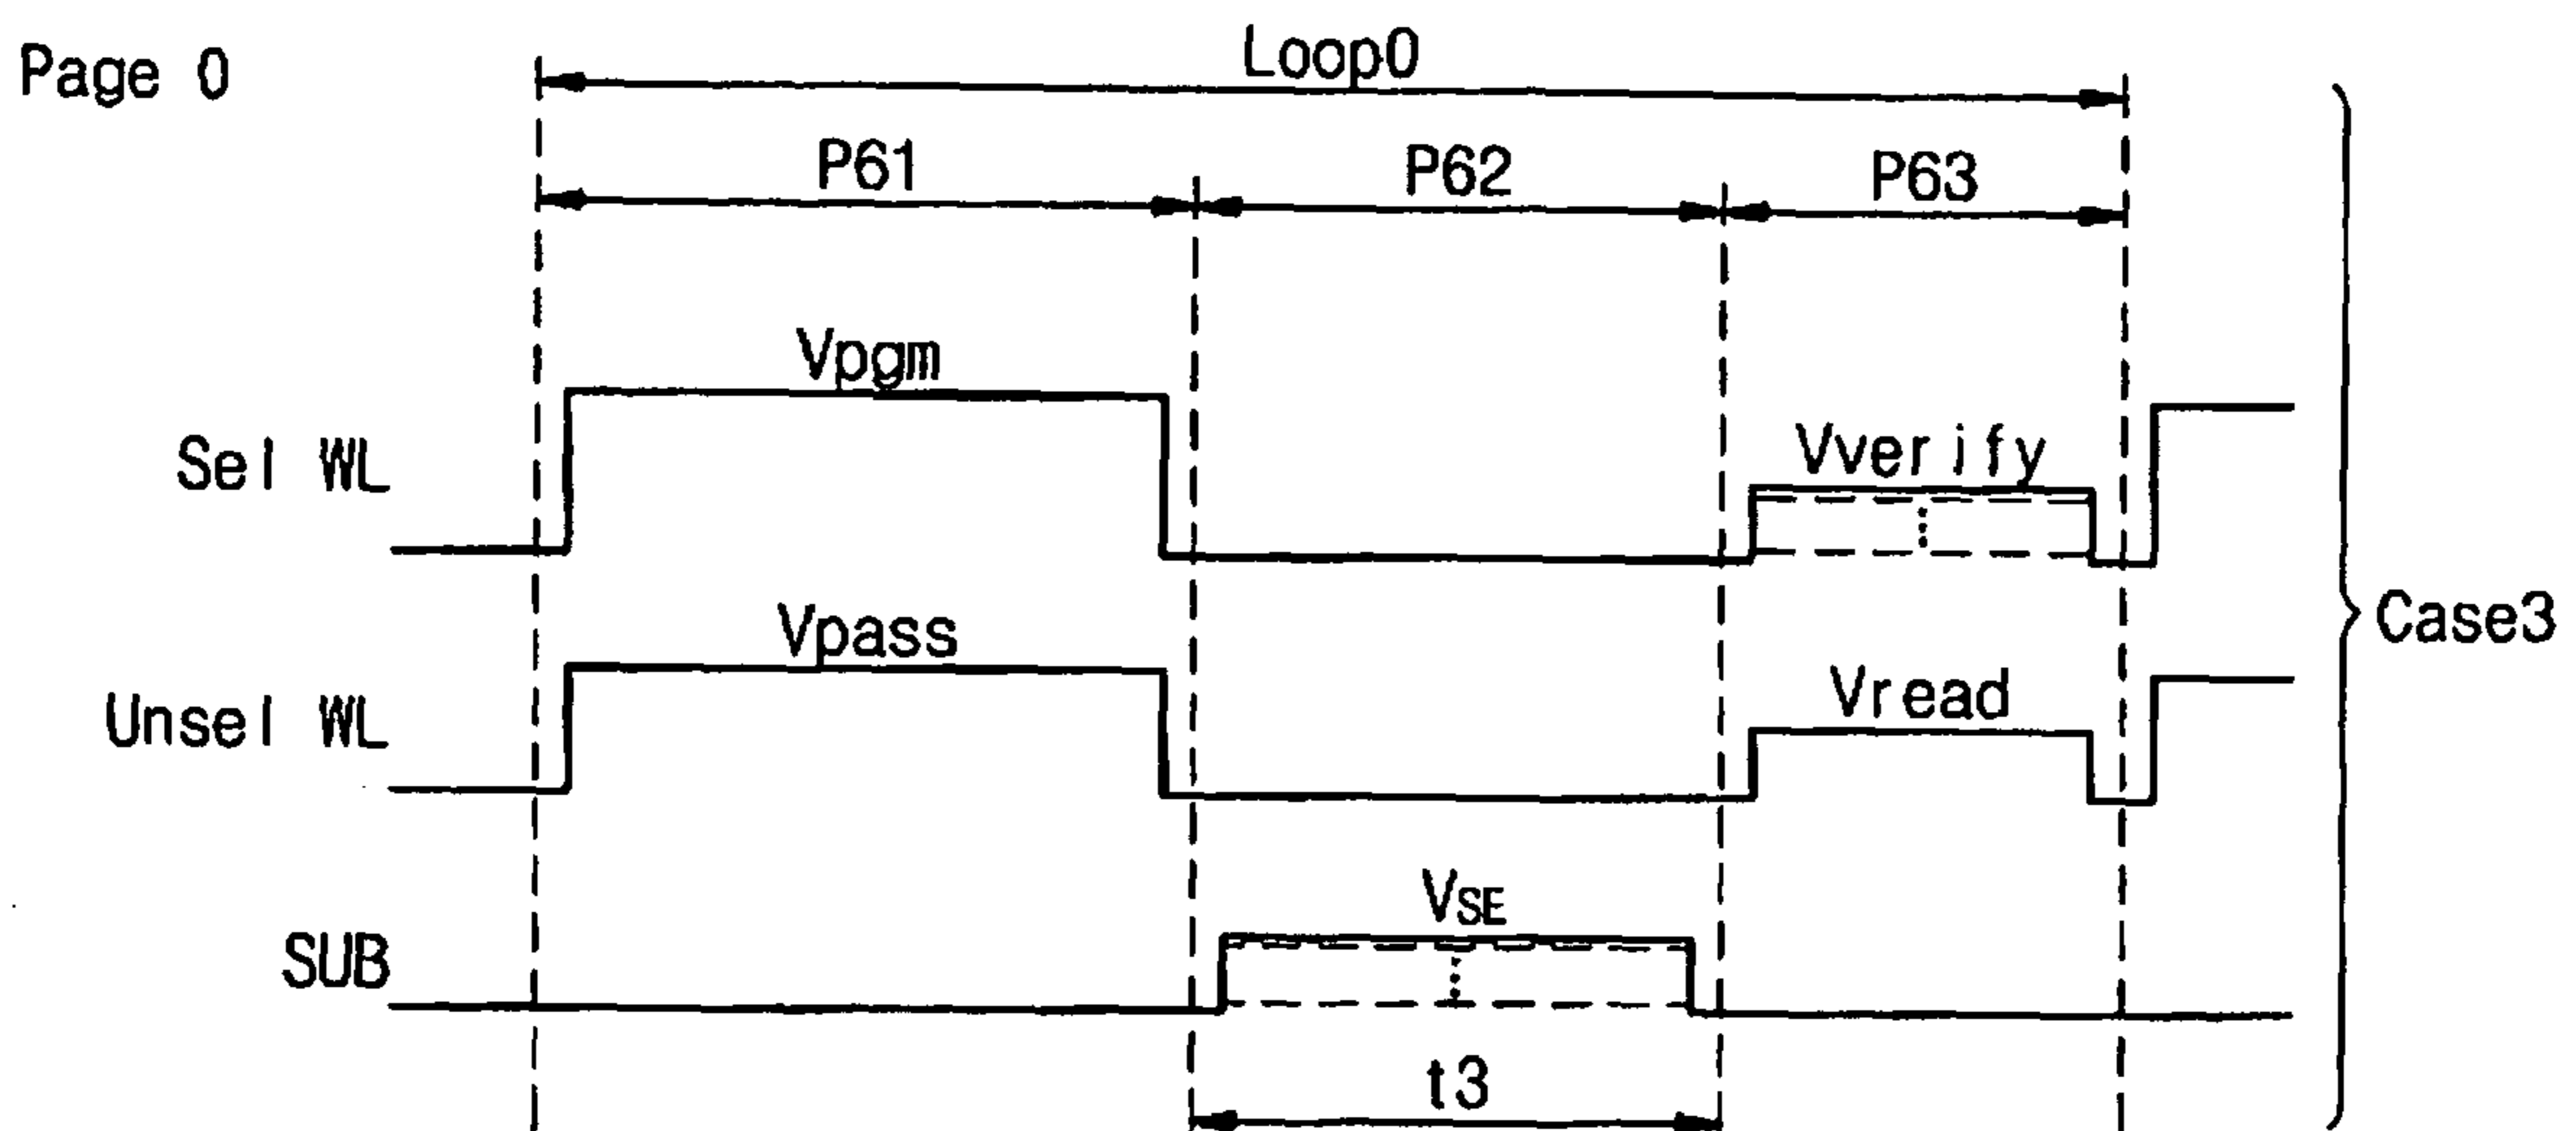 Page 0
Loop0
P61 P62 P63
Vpgm
Sel WL
Vverify
Case3
Vpass
Unsel WL
Vread
VSE
SUB
t3